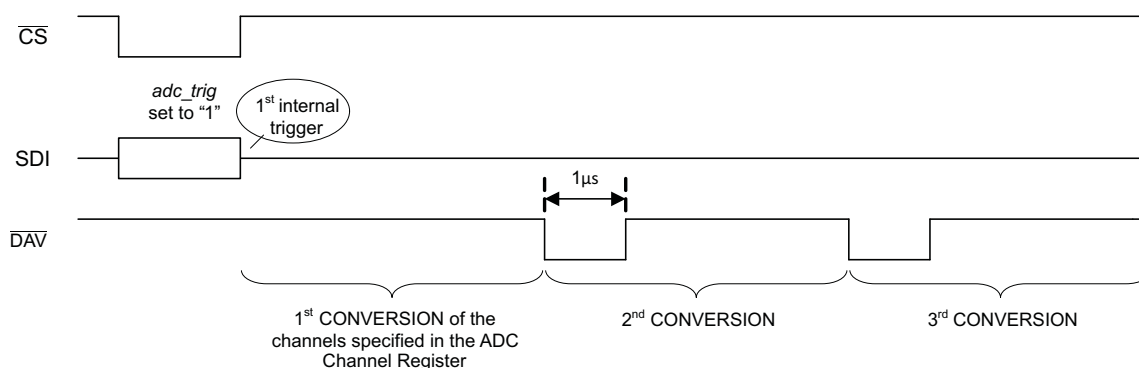 CS
adc_trig
set to “1”
1st internal
trigger
SDI
1µs
DAV
1st CONVERSION of the
channels specified in the ADC
Channel Register
2nd CONVERSION
3rd CONVERSION